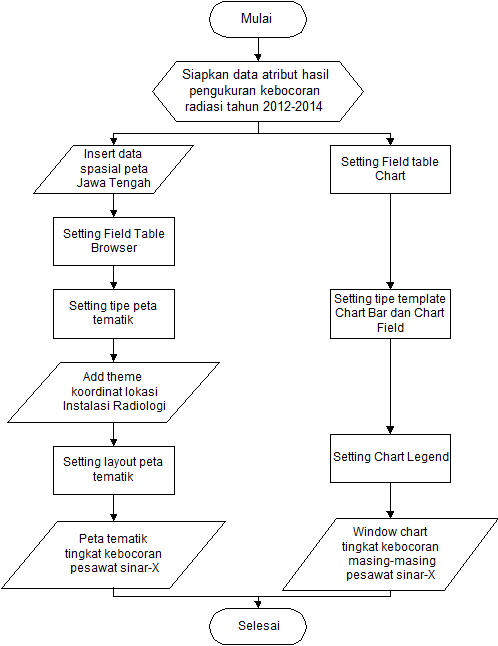 Mulai
Siapkan data atribut hasil
pengukuran kebocoran
radiasi tahun 2012-2014
Insert data
spasial peta
Jawa Tengah
Setting Field Table
Browser
Setting tipe peta
tematik
Add theme
koordinat lokasi
Instalasi Radiologi
Setting layout peta
tematik
Peta tematik
tingkat kebocoran
pesawat sinar-X
Setting Field table
Chart
Setting tipe template
Chart Bar dan Chart
Field
Setting Chart Legend
Window chart
tingkat kebocoran
masing-masing
pesawat sinar-X
Selesai